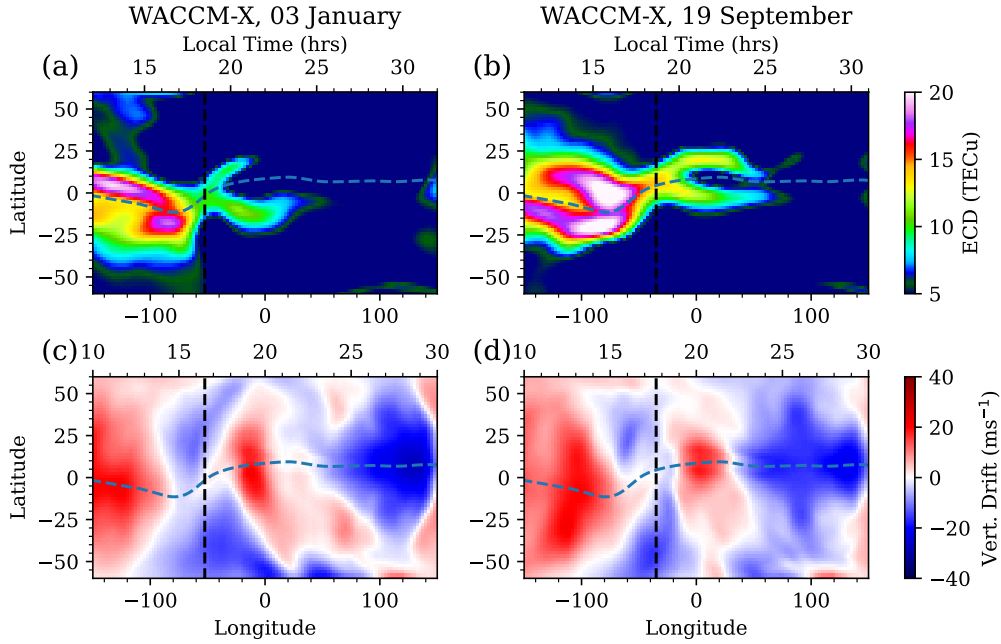 WACCM-X, 03 January
WACCM-X, 19 September
Local Time (hrs)
Local Time (hrs)
(a)
15 20 25 30
(b)
15 20 25 30
50
25
0
−25
−50
Latitude
−100 0 100
50
25
0
−25
−50
−100 0 100
20
15
10
5
ECD (TECu)
(c)
10 15 20 25 30
(d)
10 15 20 25 30
50
25
0
−25
−50
Latitude
−100 0 100
Longitude
50
25
0
−25
−50
−100 0 100
Longitude
40
20
0
−20
−40
Vert. Drift (ms⁻¹)